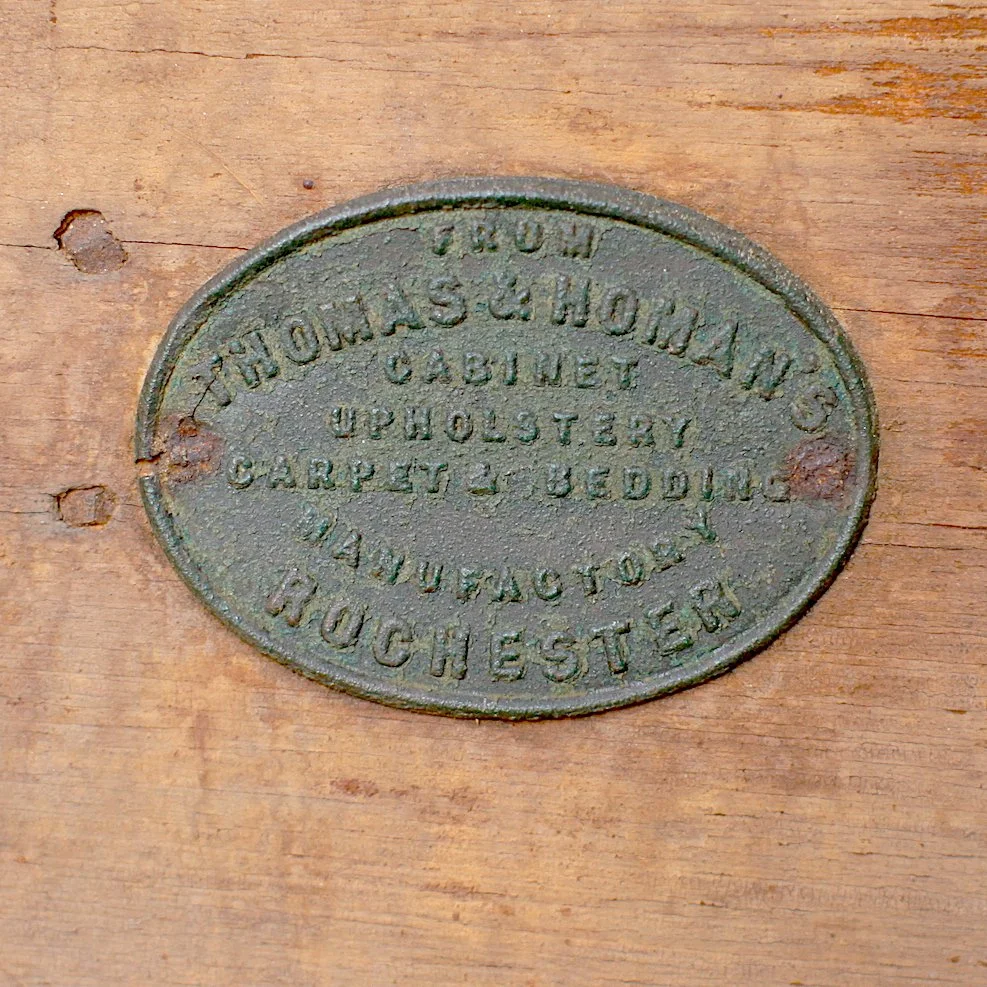 FROM
THOMAS & HOMAN'S
CABINET
UPHOLSTERY
CARPET & BEDDING
MANUFACTORY
ROCHESTER